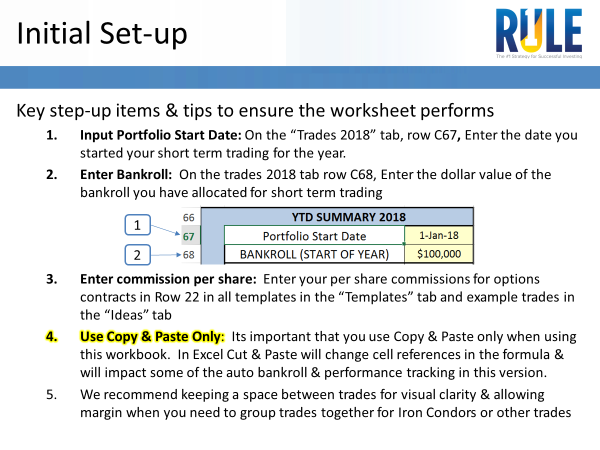 Initial Set-up
RULE
The #1 Strategy for Successful Investing
Key step-up items & tips to ensure the worksheet performs
1. Input Portfolio Start Date: On the “Trades 2018” tab, row C67, Enter the date you
started your short term trading for the year.
2. Enter Bankroll: On the trades 2018 tab row C68, Enter the dollar value of the
bankroll you have allocated for short term trading
66 YTD SUMMARY 2018
1 67 Portfolio Start Date 1-Jan-18
2 68 BANKROLL (START OF YEAR) $100,000
3. Enter commission per share: Enter your per share commissions for options
contracts in Row 22 in all templates in the “Templates” tab and example trades in
the “Ideas” tab
4. Use Copy & Paste Only: Its important that you use Copy & Paste only when using
this workbook. In Excel Cut & Paste will change cell references in the formula &
will impact some of the auto bankroll & performance tracking in this version.
5. We recommend keeping a space between trades for visual clarity & allowing
margin when you need to group trades together for Iron Condors or other trades